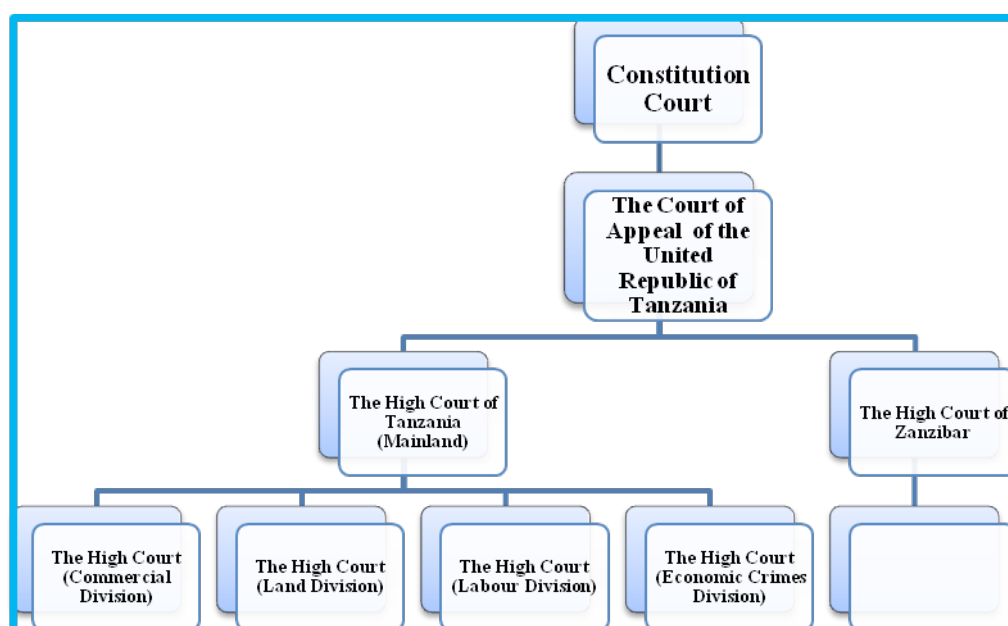 Constitution
Court
The Court of
Appeal of the
United
Republic of
Tanzania
The High Court of
Tanzania
(Mainland)
The High Court of
Zanzibar
The High Court
(Commercial
Division)
The High Court
(Land Division)
The High Court
(Labour Division)
The High Court
(Economic Crimes
Division)